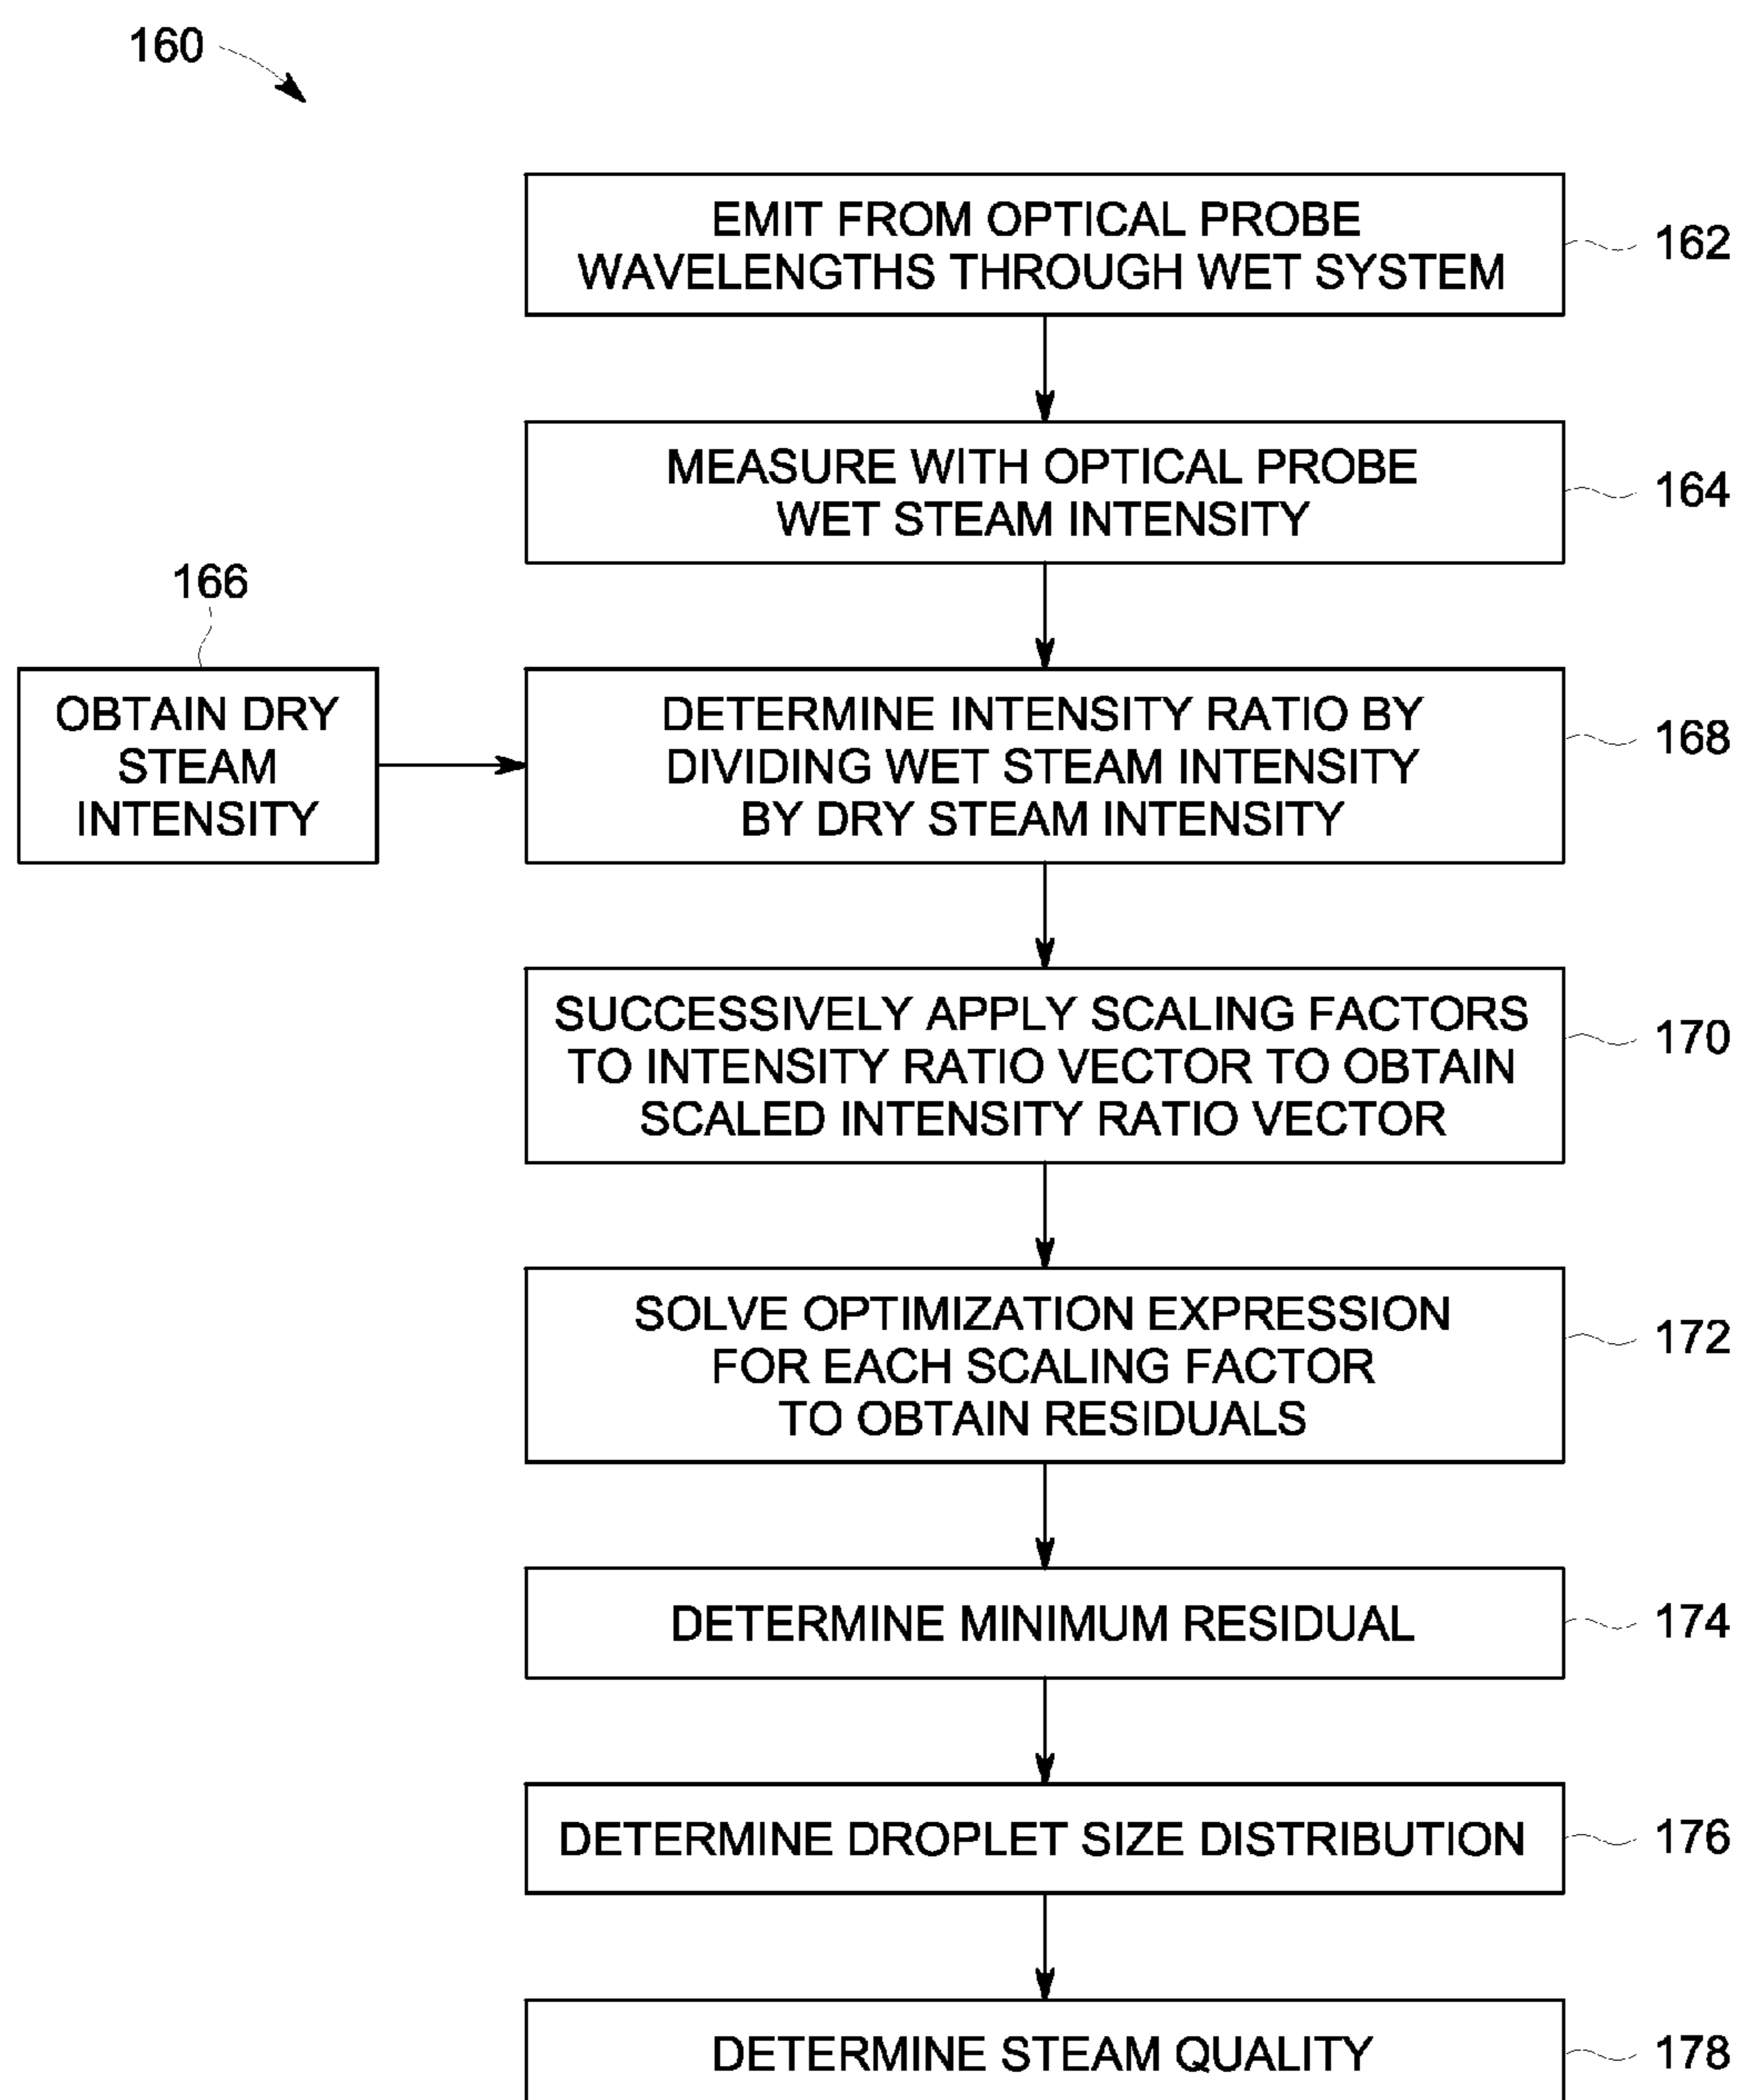 160
EMIT FROM OPTICAL PROBE
WAVELENGTHS THROUGH WET SYSTEM
162
MEASURE WITH OPTICAL PROBE
WET STEAM INTENSITY
164
166
OBTAIN DRY
STEAM
INTENSITY
DETERMINE INTENSITY RATIO BY
DIVIDING WET STEAM INTENSITY
BY DRY STEAM INTENSITY
168
SUCCESSIVELY APPLY SCALING FACTORS
TO INTENSITY RATIO VECTOR TO OBTAIN
SCALED INTENSITY RATIO VECTOR
170
SOLVE OPTIMIZATION EXPRESSION
FOR EACH SCALING FACTOR
TO OBTAIN RESIDUALS
172
DETERMINE MINIMUM RESIDUAL
174
DETERMINE DROPLET SIZE DISTRIBUTION
176
DETERMINE STEAM QUALITY
178